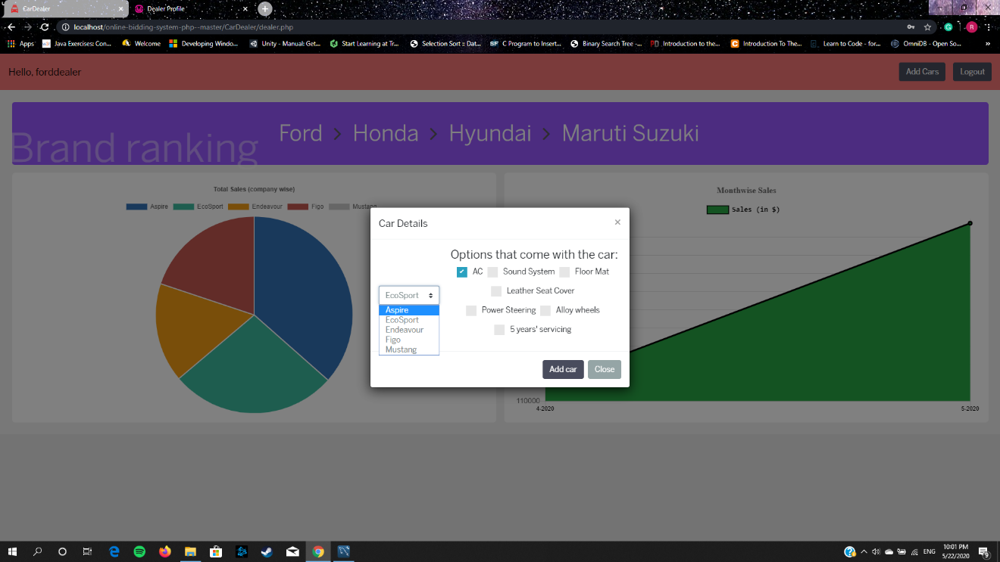 CarDealer
Dealer Profile
localhost/online-bidding-system-php--master/CarDealer/dealer.php
R
Apps
Java Exercises: Con...
Welcome
Developing Windo...
Unity - Manual: Get...
Start Learning at Tr...
Selection Sort :: Dat...
SF C Program to Insert...
Binary Search Tree -...
PD Introduction to the...
Introduction To The...
Learn to Code - for...
OmniDB - Open So...
»
Hello, forddealer
Add Cars
Logout
Brand ranking
Ford > Honda > Hyundai > Maruti Suzuki
Total Sales (company wise)
Aspire EcoSport Endeavour Figo Mustang
Monthwise Sales
Sales (in $)
110000
4-2020
5-2020
Car Details
×
Options that come with the car:
AC Sound System Floor Mat
Leather Seat Cover
Power Steering Alloy wheels
5 years' servicing
EcoSport
Aspire
EcoSport
Endeavour
Figo
Mustang
Add car
Close
ENG
10:01 PM
5/22/2020
9